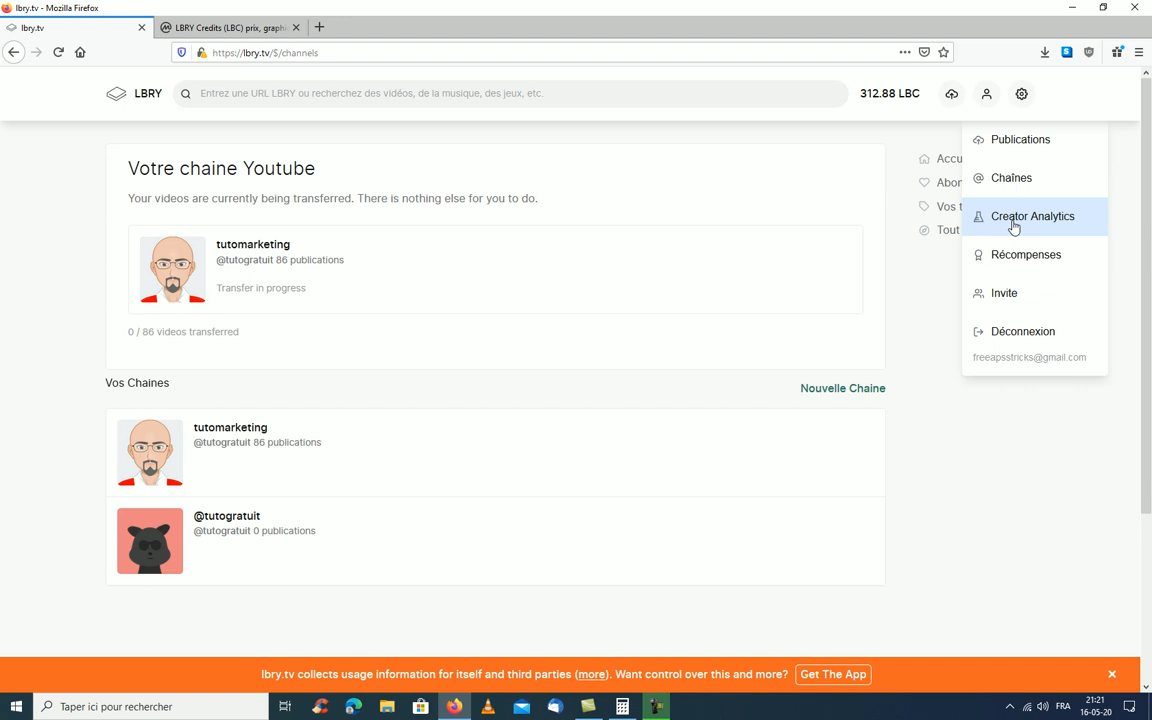 lbry.tv - Mozilla Firefox
lbry.tv
LBRY Credits (LBC) prix, graphi
https://lbry.tv/$/channels
LBRY
Entrez une URL LBRY ou recherchez des vidéos, de la musique, des jeux, etc.
312.88 LBC
Votre chaine Youtube
Your videos are currently being transferred. There is nothing else for you to do.
tutomarketing
@tutogratuit 86 publications
Transfer in progress
0 / 86 videos transferred
Vos Chaines
Nouvelle Chaine
tutomarketing
@tutogratuit 86 publications
@tutogratuit
@tutogratuit 0 publications
Accu
Abor
Vos t
Tout
Publications
Chaînes
Creator Analytics
Récompenses
Invite
Déconnexion
freeapsstricks@gmail.com
lbry.tv collects usage information for itself and third parties (more). Want control over this and more? Get The App
Taper ici pour rechercher
FRA
21:21
16-05-20